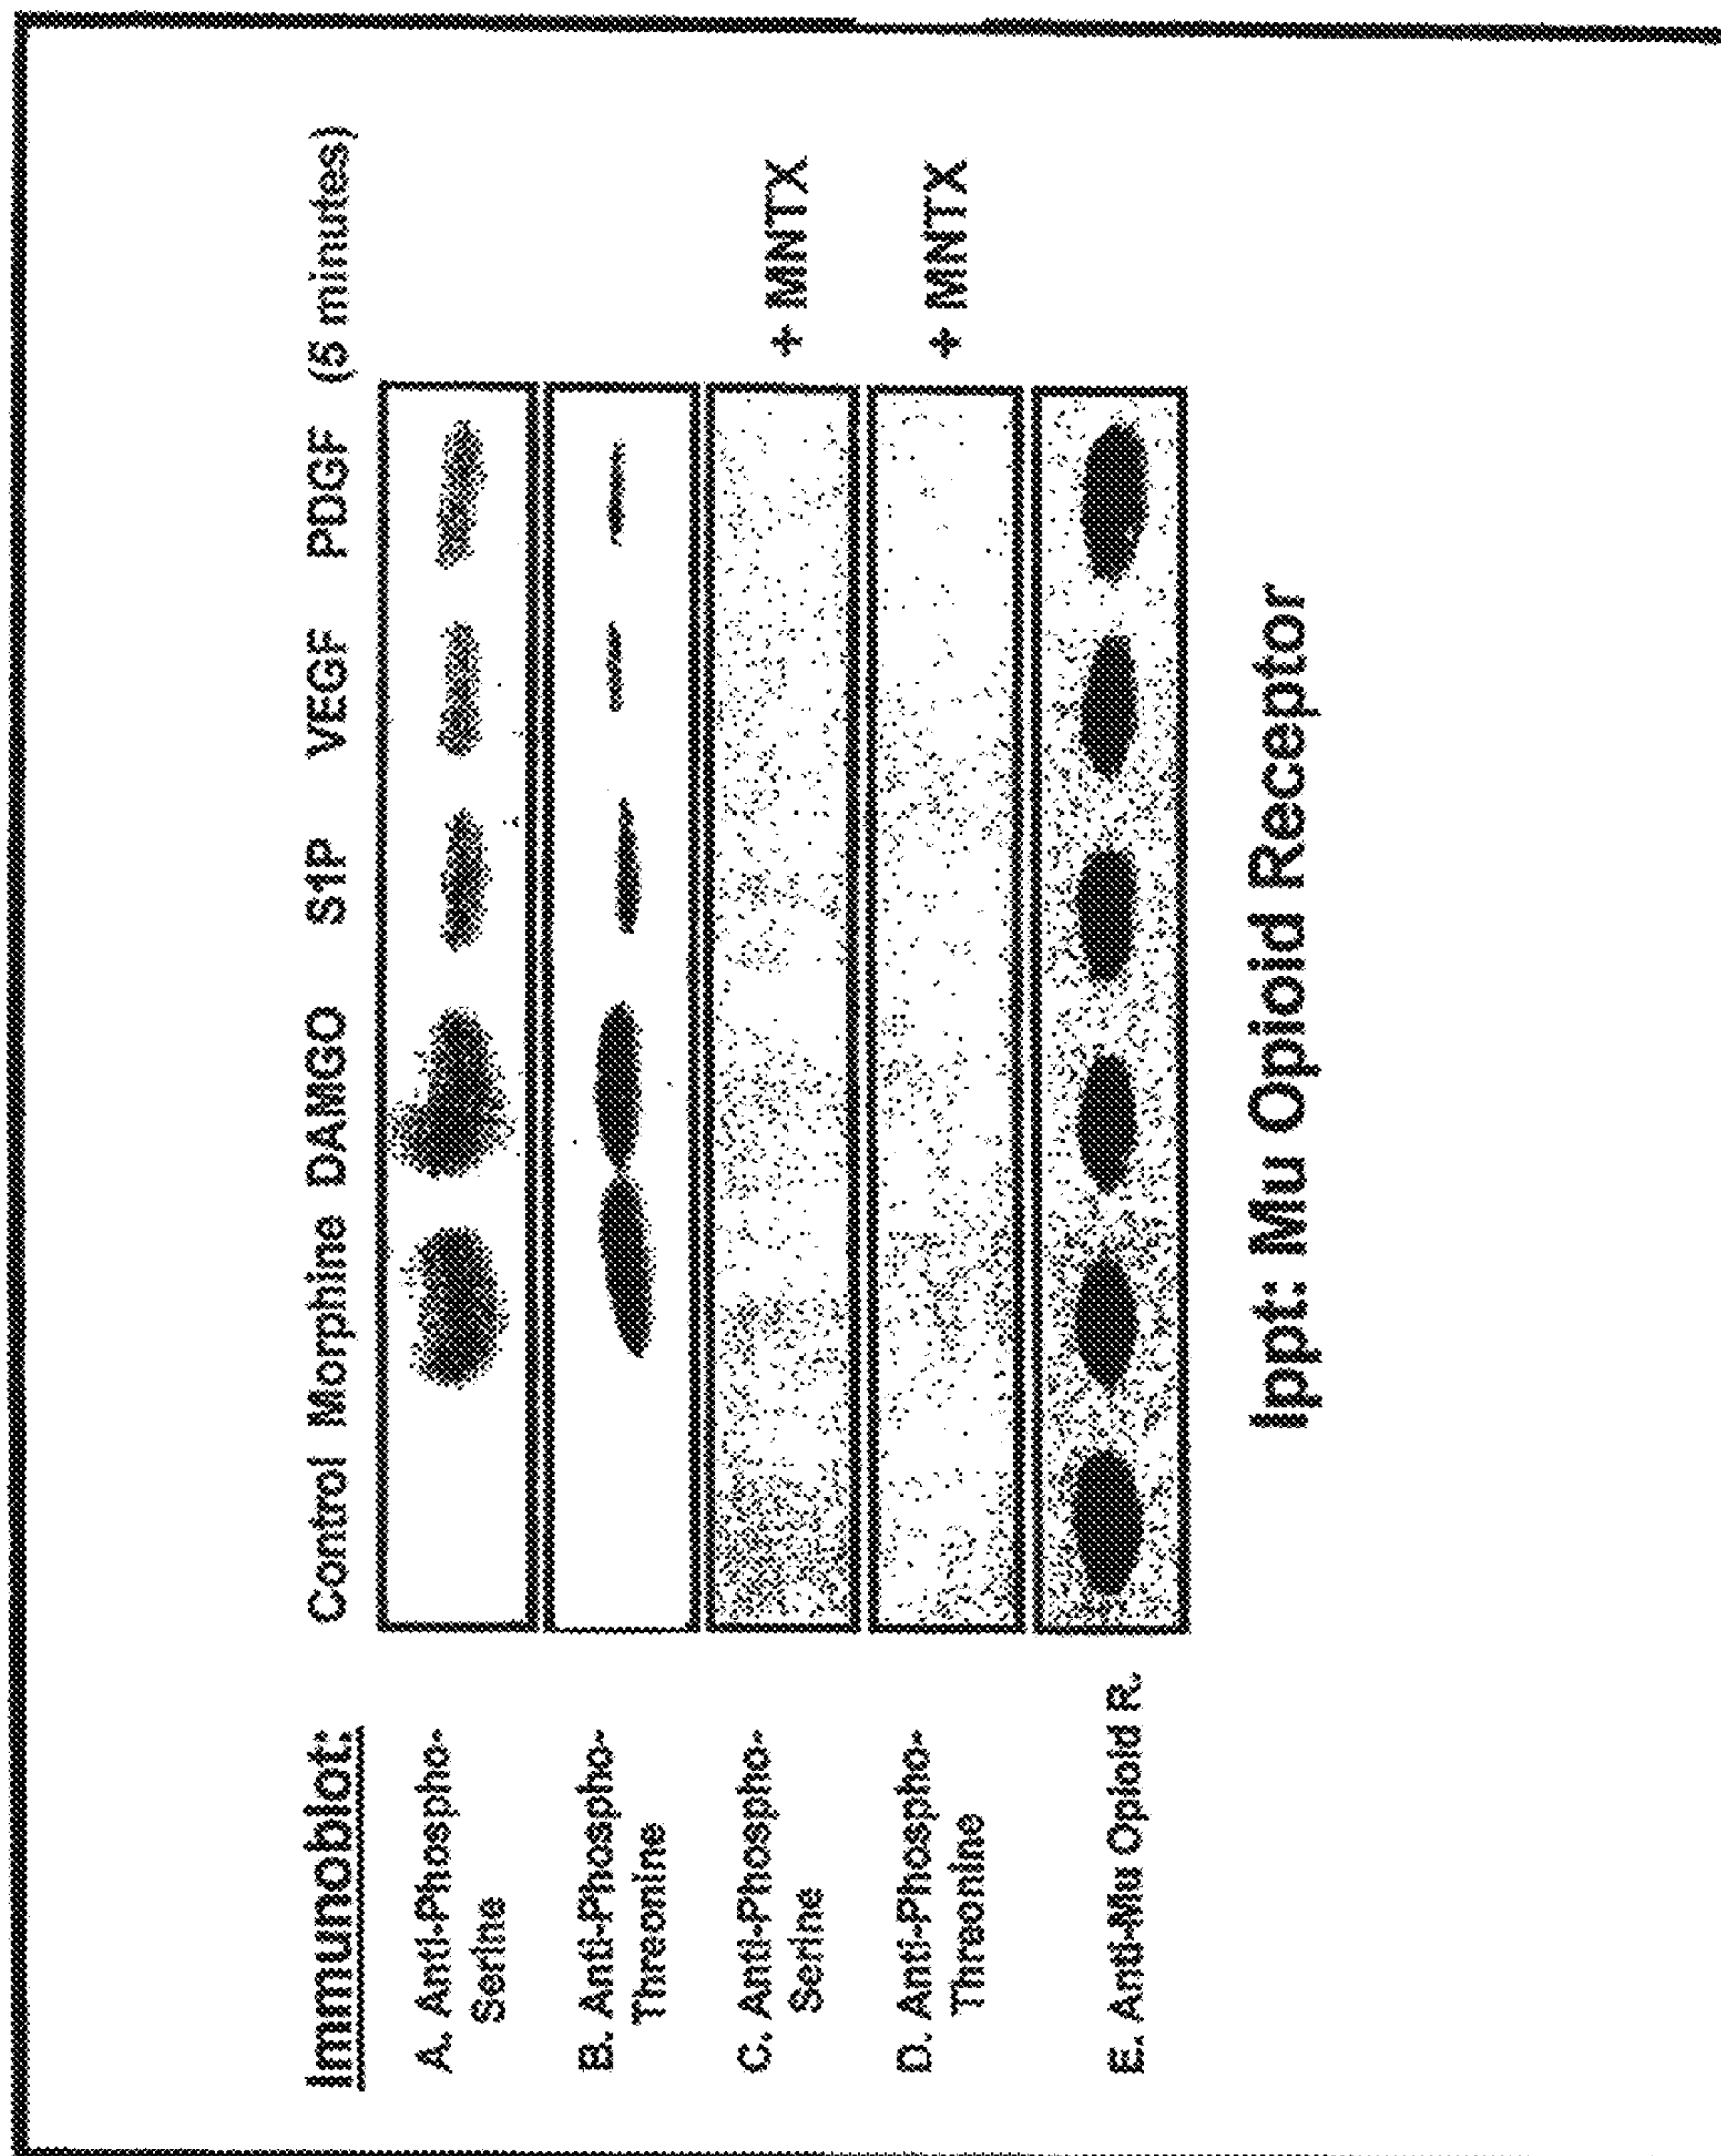 Control Morphine DAMGO S1P VEGF PDGF (5 minutes)
Immunoblot:
A. Anti-Phospho-
Serine
B. Anti-Phospho-
Threonine
C. Anti-Phospho-
Serine
+ MNTX
D. Anti-Phospho-
Threonine
+ MNTX
E. Anti-Mu Opioid R.
Ippt: Mu Opioid Receptor